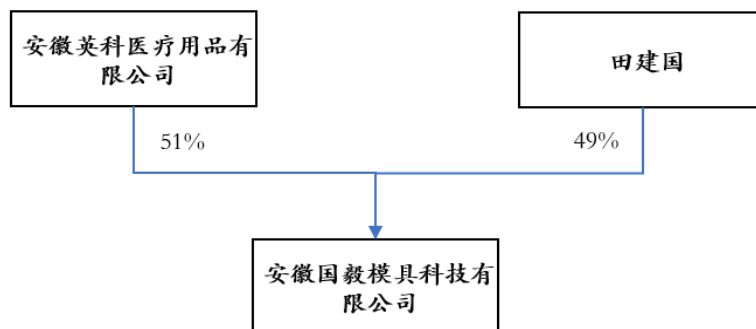 安徽英科医疗用品有
限公司
田建国
51%
49%
安徽国毅模具科技有
限公司